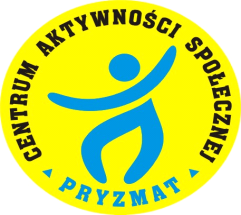 CENTRUM AKTYWNOŚCI SPOŁECZNEJ
PRYZMAT